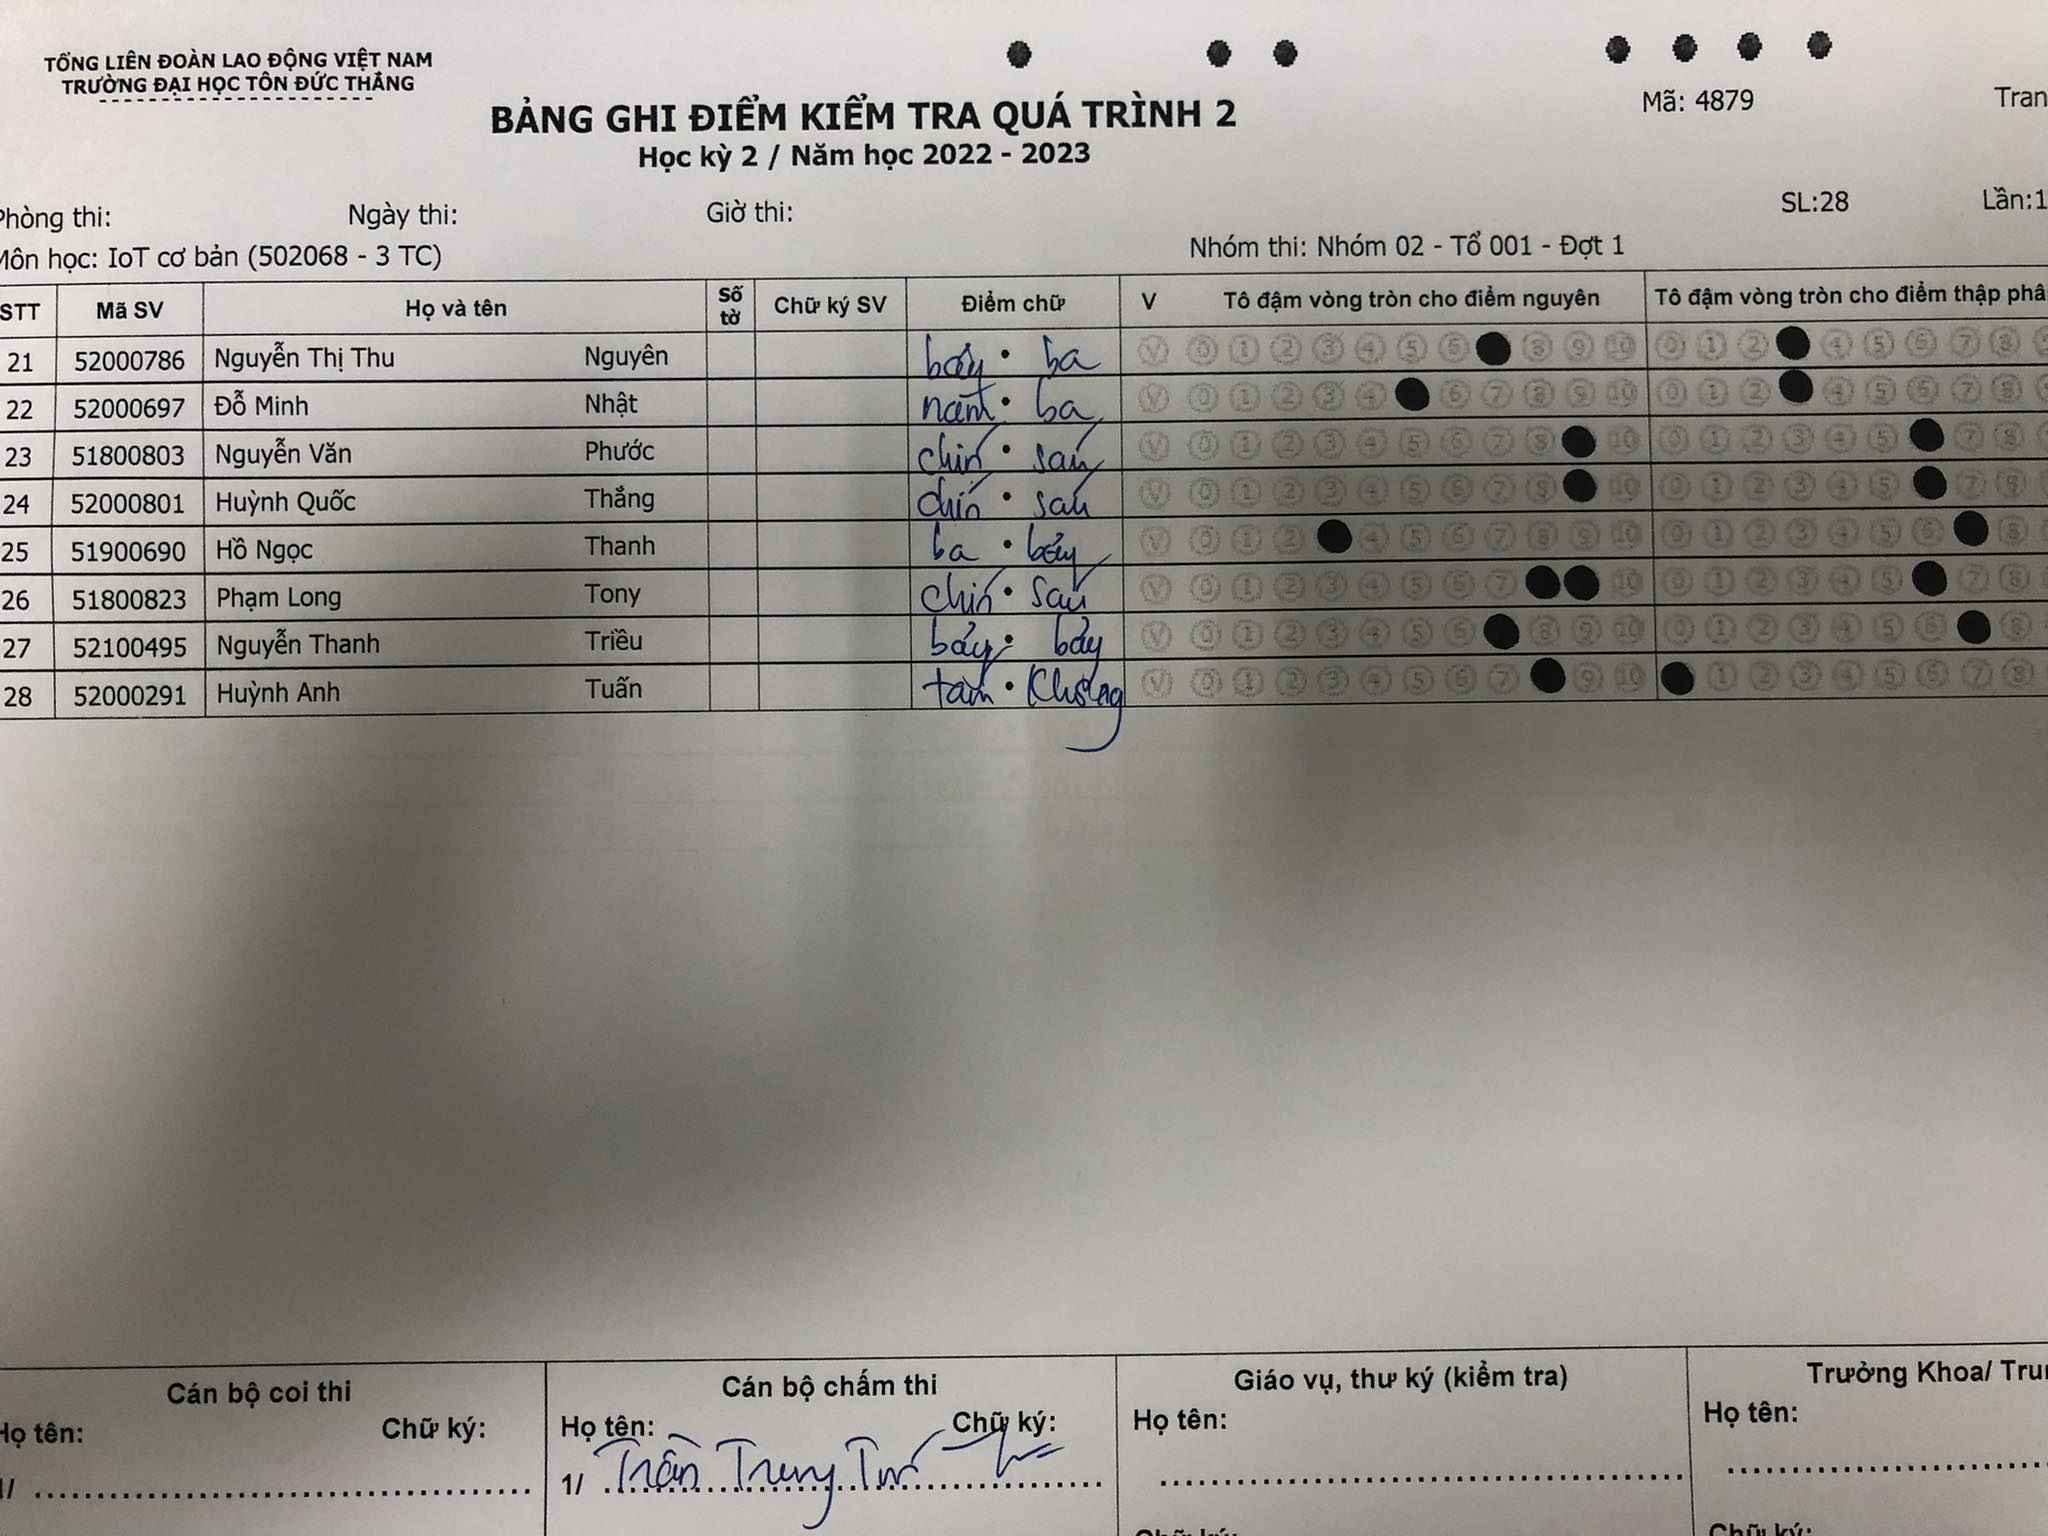 TỔNG LIÊN ĐOÀN LAO ĐỘNG VIỆT NAM
TRƯỜNG ĐẠI HỌC TÔN ĐỨC THẮNG
BẢNG GHI ĐIỂM KIỂM TRA QUÁ TRÌNH 2
Mã: 4879 Tran
Học kỳ 2 / Năm học 2022 - 2023
Phòng thi: Ngày thi: Giờ thi: SL:28 Lần:1
Môn học: IoT cơ bản (502068 - 3 TC) Nhóm thi: Nhóm 02 - Tổ 001 - Đợt 1
STT Mã SV Họ và tên Số tờ Chữ ký SV Điểm chữ V Tô đậm vòng tròn cho điểm nguyên Tô đậm vòng tròn cho điểm thập phâ
21 52000786 Nguyễn Thị Thu Nguyên bảy . ba V 0 1 2 3 4 5 6 8 9 10 0 1 2 4 5 6 7 8
22 52000697 Đỗ Minh Nhật năm . ba V 0 1 2 3 4 6 7 8 9 10 0 1 2 4 5 6 7 8
23 51800803 Nguyễn Văn Phước chín . sáu V 0 1 2 3 4 5 6 7 8 10 0 1 2 3 4 5 7 8
24 52000801 Huỳnh Quốc Thắng chín . sáu V 0 1 2 3 4 5 6 7 8 10 0 1 2 3 4 5 7 8
25 51900690 Hồ Ngọc Thanh ba . bảy V 0 1 2 4 5 6 7 8 9 10 0 1 2 3 4 5 6 8
26 51800823 Phạm Long Tony chín . sáu V 0 1 2 3 4 5 6 7 10 0 1 2 3 4 5 7 8
27 52100495 Nguyễn Thanh Triều bảy . bảy V 0 1 2 3 4 5 6 8 9 10 0 1 2 3 4 5 6 8
28 52000291 Huỳnh Anh Tuấn tám . Không V 0 1 2 3 4 5 6 7 9 10 1 2 3 4 5 6 7 8
Cán bộ coi thi Cán bộ chấm thi Giáo vụ, thư ký (kiểm tra) Trưởng Khoa/ Tru
Họ tên: Chữ ký: Họ tên: Chữ ký: Họ tên: Họ tên:
1/ 1/ Trần Trung Tín
Chữ ký: Chữ ký: